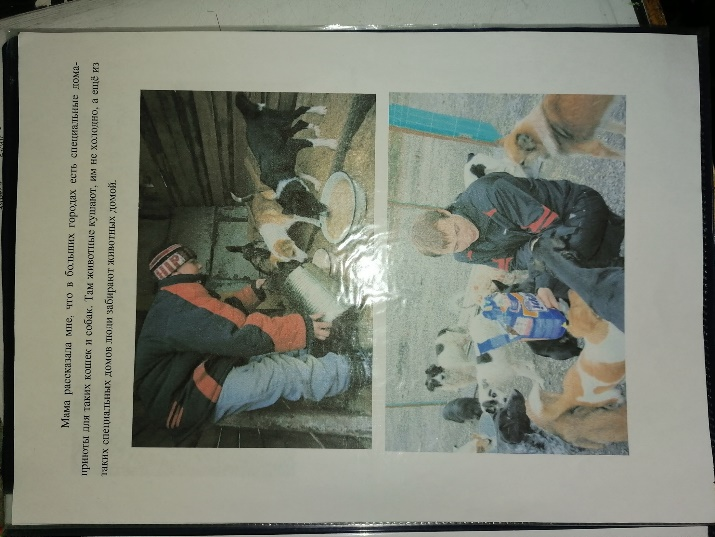 Мама рассказала мне, что в больших городах есть специальные дома-
приюты для таких кошек и собак. Там животные кушают, им не холодно, а ещё из
таких специальных домов люди забирают животных домой.